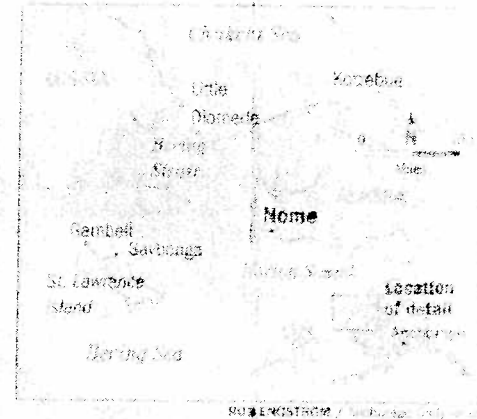 Chukchi Sea
Little
Diomede
Kotzebue
Bering
Strait
N
Miles
Nome
Gambell
Savoonga
St. Lawrence
Island
Norton Sound
Location
of detail
Bering Sea